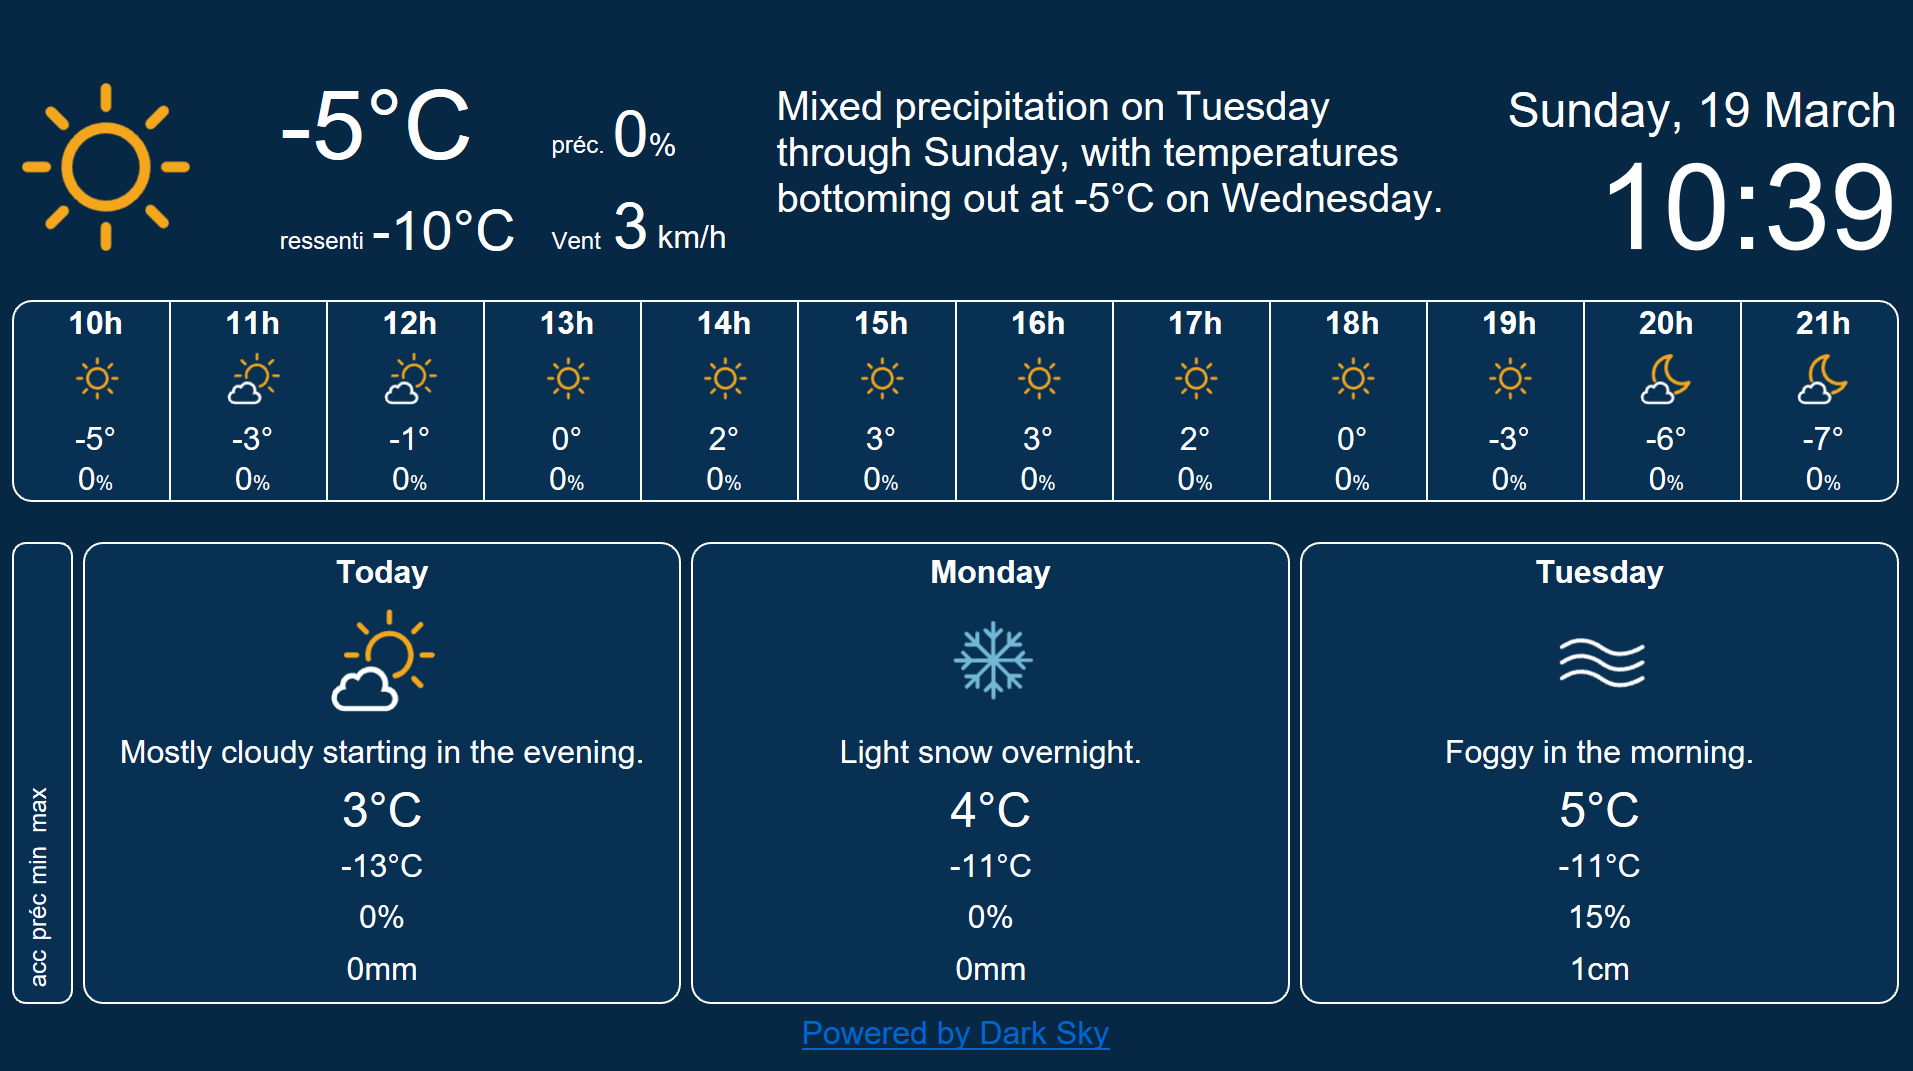 -5°C
préc. 0%
ressenti -10°C
Vent 3 km/h
Mixed precipitation on Tuesday
through Sunday, with temperatures
bottoming out at -5°C on Wednesday.
Sunday, 19 March
10:39
10h 11h 12h 13h 14h 15h 16h 17h 18h 19h 20h 21h
-5° -3° -1° 0° 2° 3° 3° 2° 0° -3° -6° -7°
0% 0% 0% 0% 0% 0% 0% 0% 0% 0% 0% 0%
acc préc min max
Today
Mostly cloudy starting in the evening.
3°C
-13°C
0%
0mm
Monday
Light snow overnight.
4°C
-11°C
0%
0mm
Tuesday
Foggy in the morning.
5°C
-11°C
15%
1cm
Powered by Dark Sky